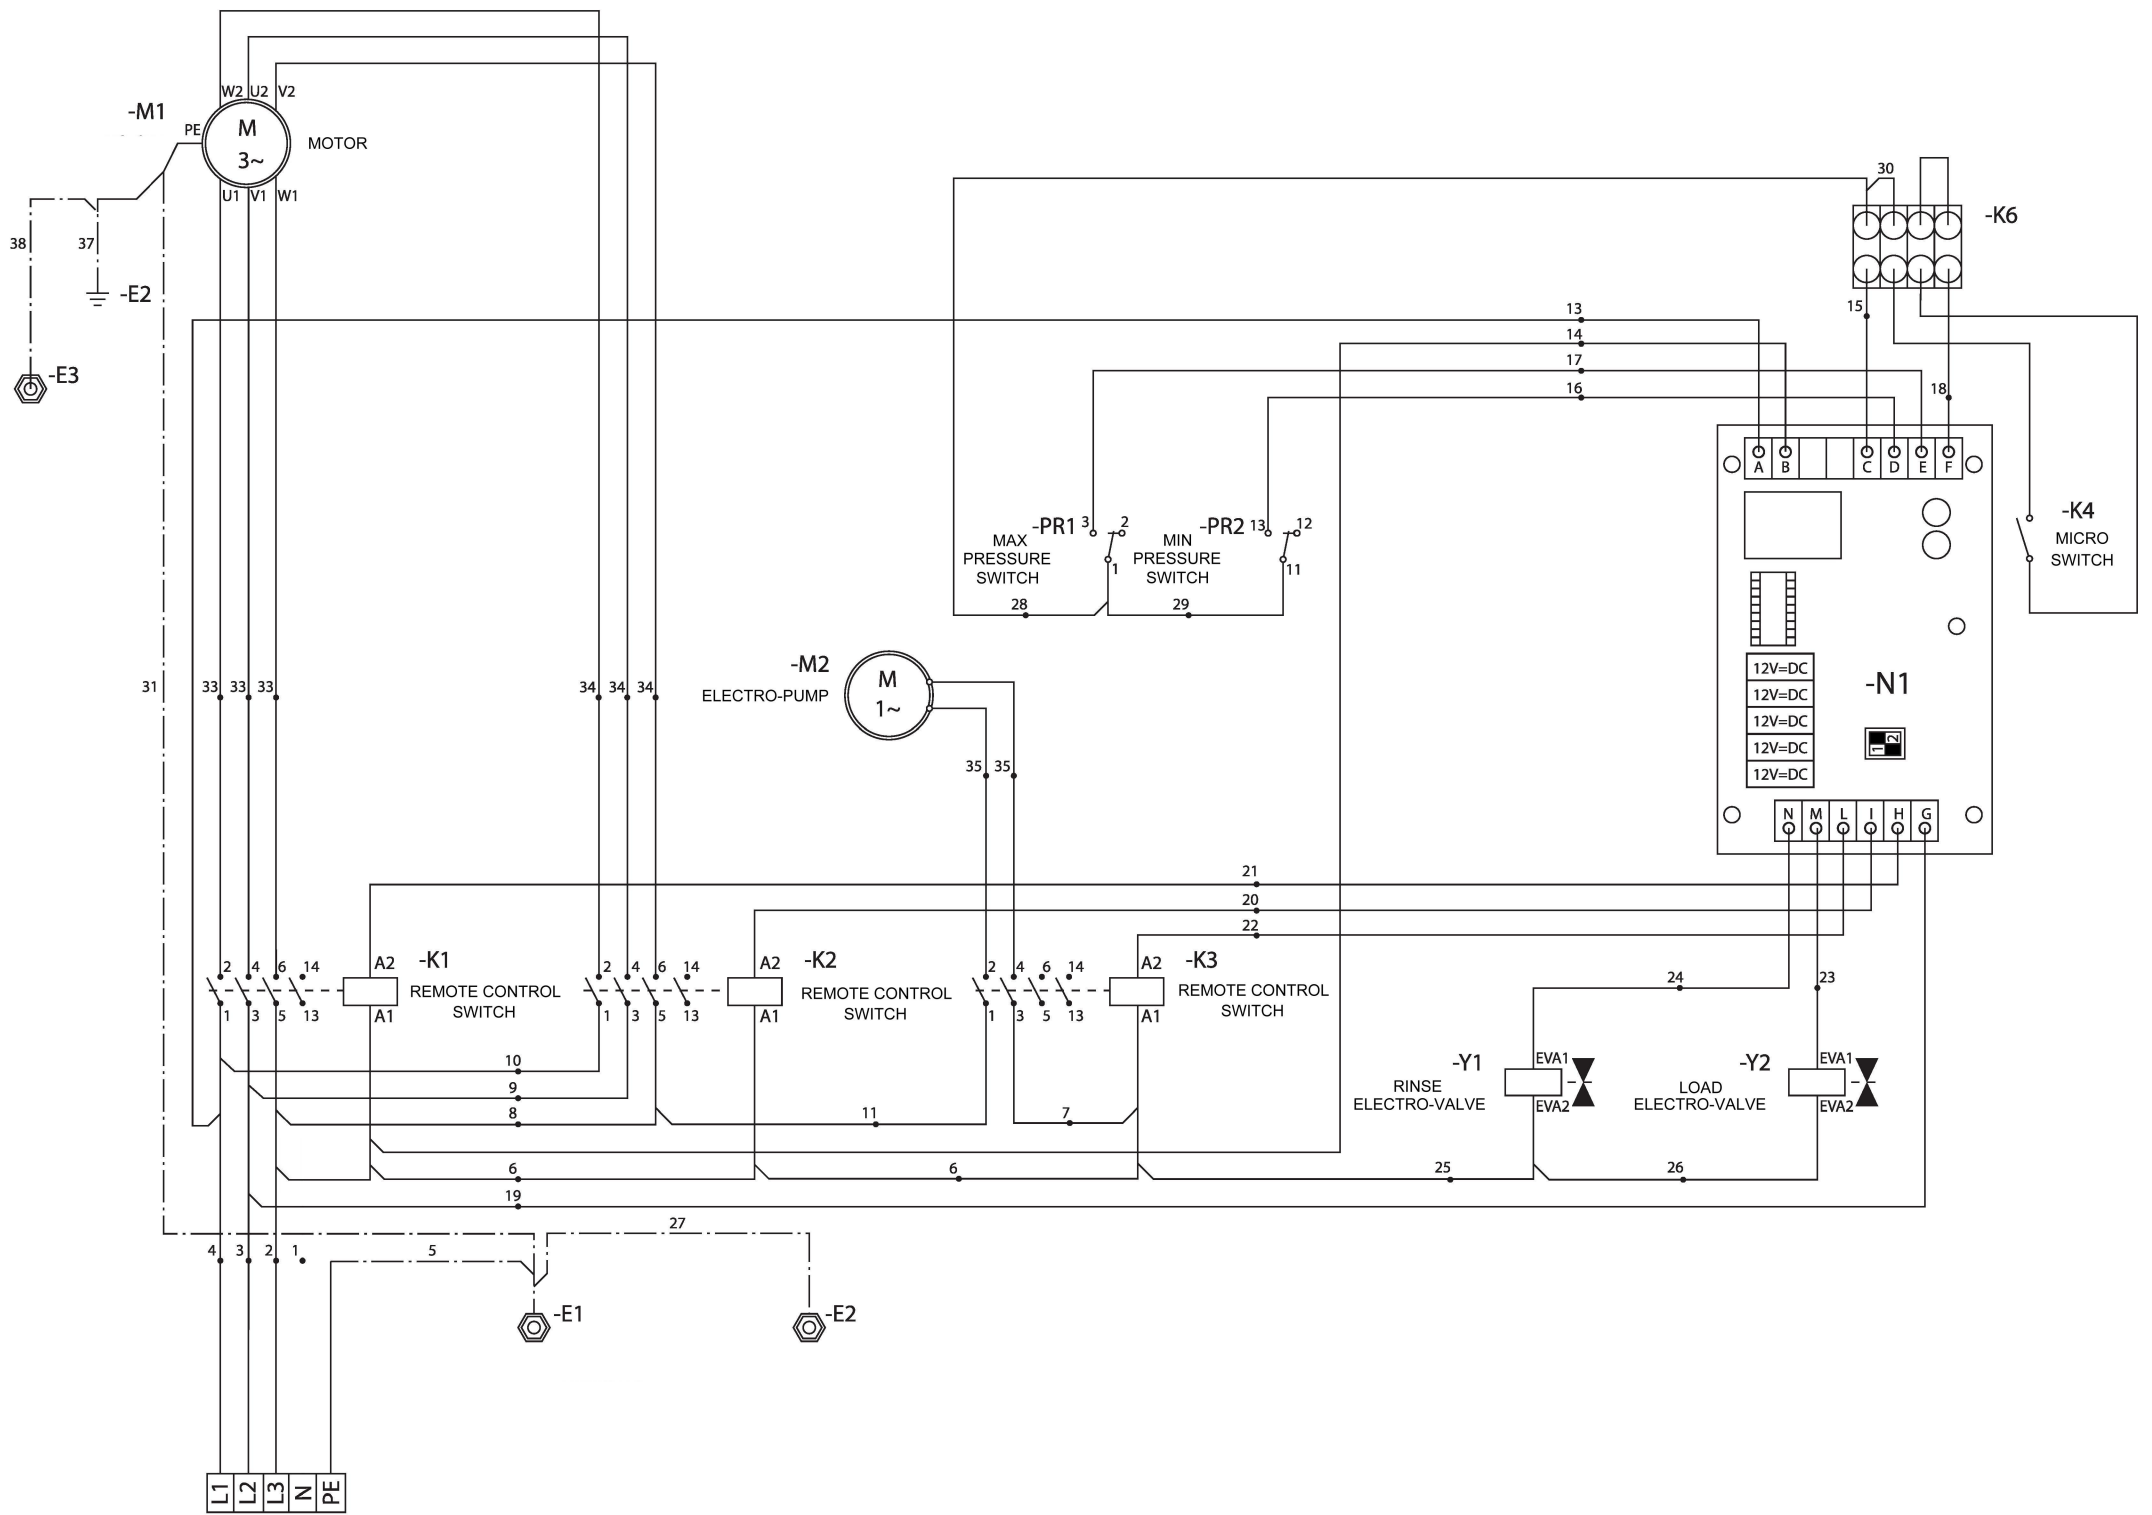 W2 U2 V2
-M1
PE
M
3~
MOTOR
U1 V1 W1
30
-K6
38
37
-E2
-E3
13
14
17
16
15
18
A B C D E F
-PR1 3 2
MAX
PRESSURE
SWITCH
1
-PR2 13 12
MIN
PRESSURE
SWITCH
11
28
29
-K4
MICRO
SWITCH
31
33 33 33
34 34 34
-M2
ELECTRO-PUMP
M
1~
35 35
12V=DC
12V=DC
12V=DC
12V=DC
12V=DC
-N1
1 2
N M L I H G
21
20
22
2 4 6 14
A2
-K1
REMOTE CONTROL
SWITCH
1 3 5 13
A1
2 4 6 14
A2
-K2
REMOTE CONTROL
SWITCH
1 3 5 13
A1
2 4 6 14
A2
-K3
REMOTE CONTROL
SWITCH
1 3 5 13
A1
24
23
10
9
8
11
7
-Y1
RINSE
ELECTRO-VALVE
EVA1
EVA2
-Y2
LOAD
ELECTRO-VALVE
EVA1
EVA2
6
6
25
26
19
27
4 3 2 1
5
-E1
-E2
L1 L2 L3 N PE